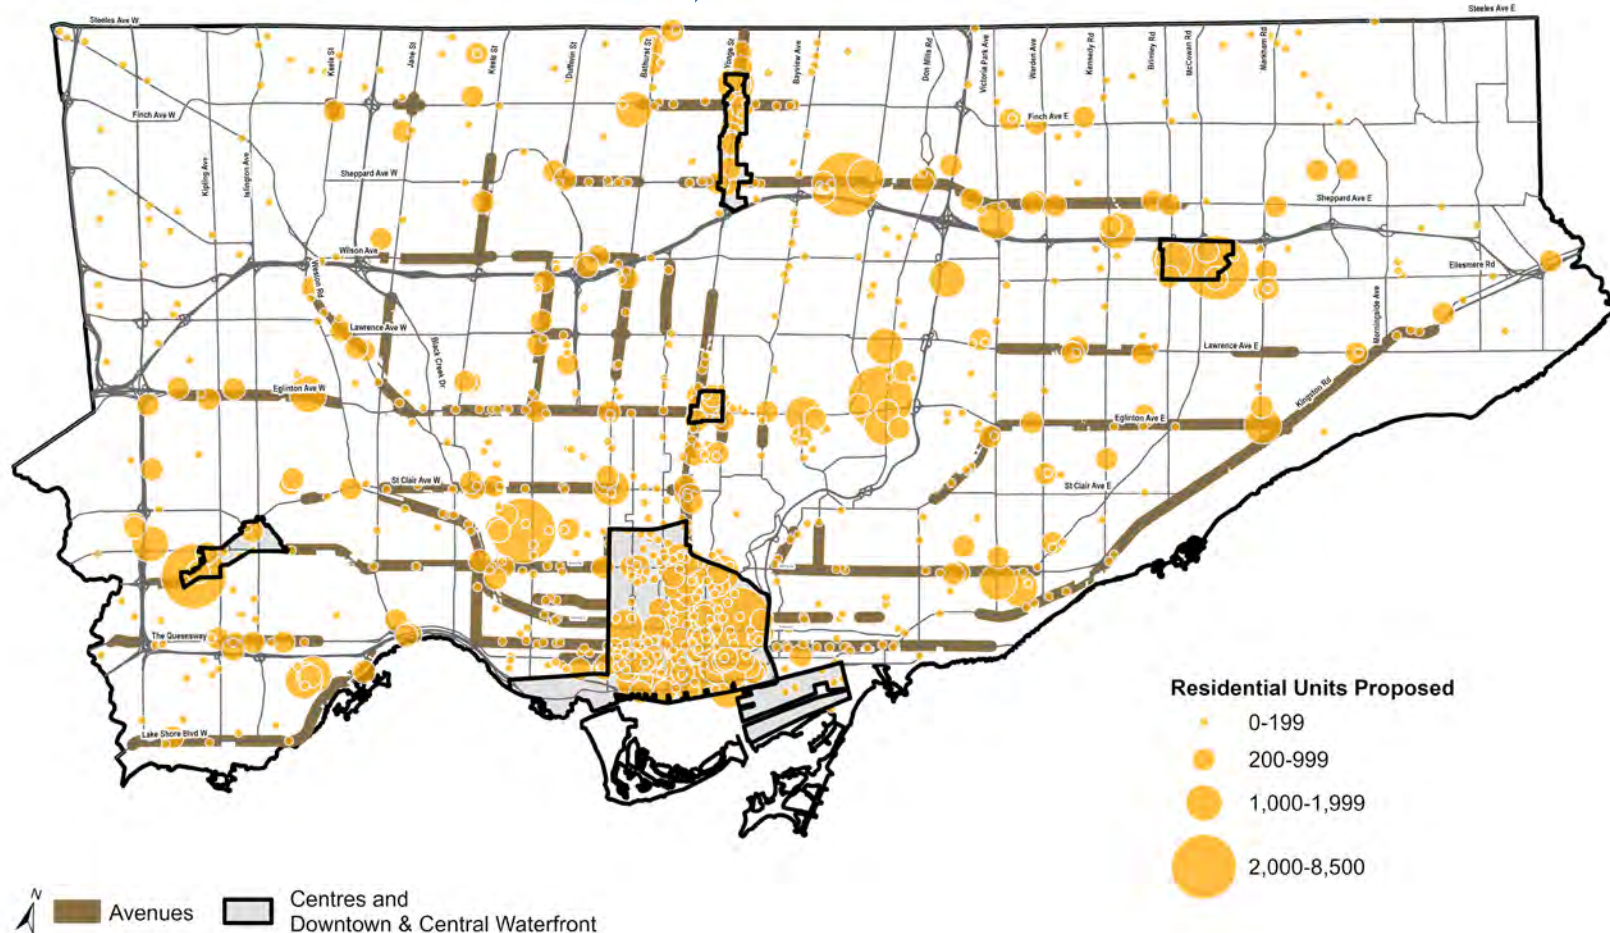 Steeles Ave W
Steeles Ave E
Keele St
Jane St
Keele St
Dufferin St
Bathurst St
Yonge St
Bayview Ave
Don Mills Rd
Victoria Park Ave
Warden Ave
Kennedy Rd
Brimley Rd
McCowan Rd
Markham Rd
Finch Ave W
Finch Ave E
Kipling Ave
Islington Ave
Sheppard Ave W
Sheppard Ave E
Wilson Ave
Weston Rd
Ellesmere Rd
Lawrence Ave W
Black Creek Dr
Lawrence Ave E
Morningside Ave
Eglinton Ave W
Eglinton Ave E
Kingston Rd
St Clair Ave W
St Clair Ave E
The Queensway
Lake Shore Blvd W
Residential Units Proposed
0-199
200-999
1,000-1,999
2,000-8,500
N
Avenues
Centres and
Downtown & Central Waterfront